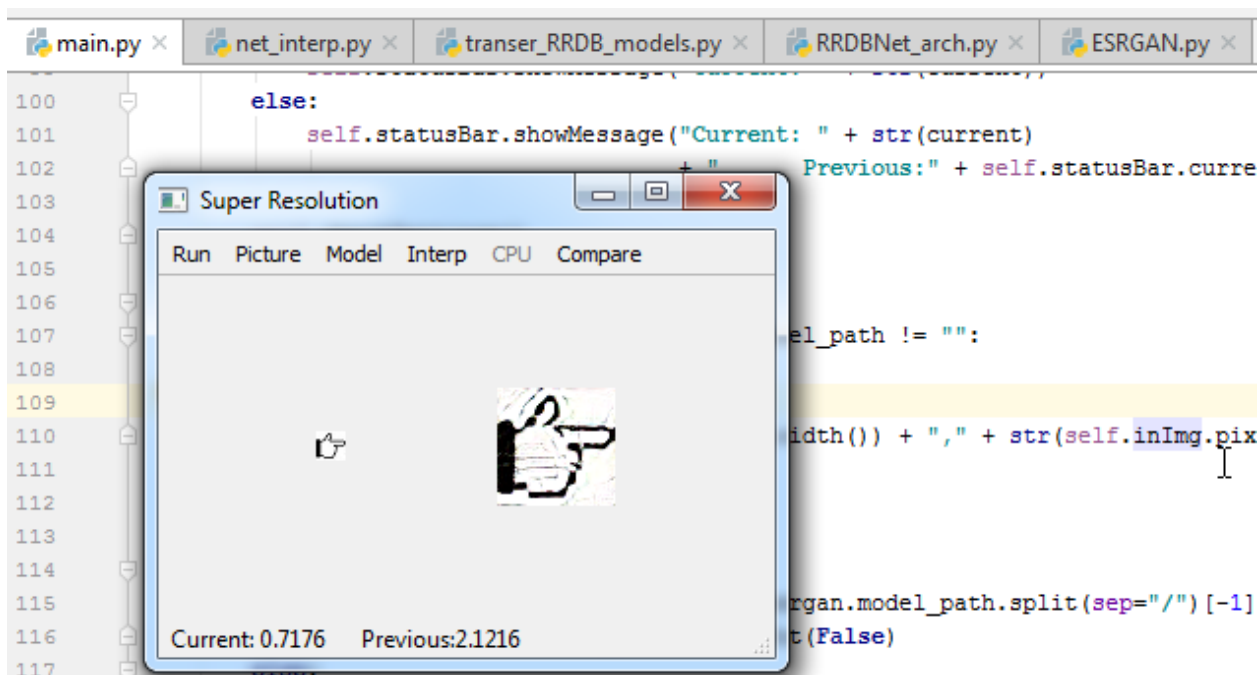 main.py net_interp.py transer_RRDB_models.py RRDBNet_arch.py ESRGAN.py
100 else:
101 self.statusBar.showMessage("Current: " + str(current)
102 + " Previous:" + self.statusBar.curre
103
104
105
106
107 el_path != "":
108
109
110 idth()) + "," + str(self.inImg.pix
111
112
113
114
115 rgan.model_path.split(sep="/")[-1]
116 t(False)
117
Super Resolution
Run Picture Model Interp CPU Compare
Current: 0.7176 Previous:2.1216